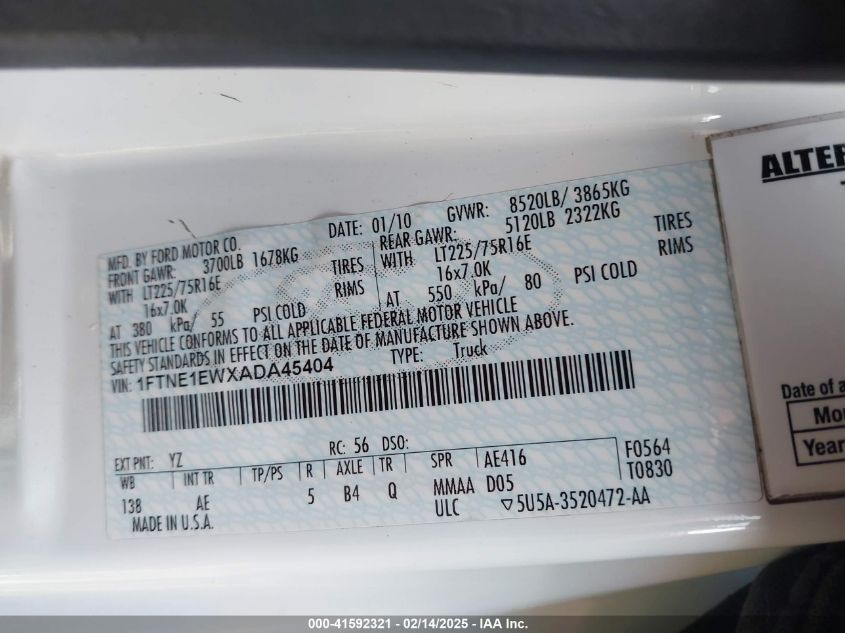 MFD. BY FORD MOTOR CO.
DATE: 01/10 GVWR: 8520LB/ 3865KG
FRONT GAWR: 3700LB 1678KG
REAR GAWR: 5120LB 2322KG
WITH LT225/75R16E TIRES
WITH LT225/75R16E TIRES
16x7.0K RIMS
16x7.0K RIMS
AT 380 kPa/ 55 PSI COLD
AT 550 kPa/ 80 PSI COLD
THIS VEHICLE CONFORMS TO ALL APPLICABLE FEDERAL MOTOR VEHICLE
SAFETY STANDARDS IN EFFECT ON THE DATE OF MANUFACTURE SHOWN ABOVE.
VIN: 1FTNE1EWXADA45404 TYPE: Truck
EXT PNT: YZ RC: 56 DSO:
WB INT TR TP/PS R AXLE TR SPR AE416 F0564
138 AE 5 B4 Q MMAA D05 T0830
MADE IN U.S.A. ULC ▽5U5A-3520472-AA
ALTER
Date of a
Mo
Year
000-41592321 - 02/14/2025 - IAA Inc.